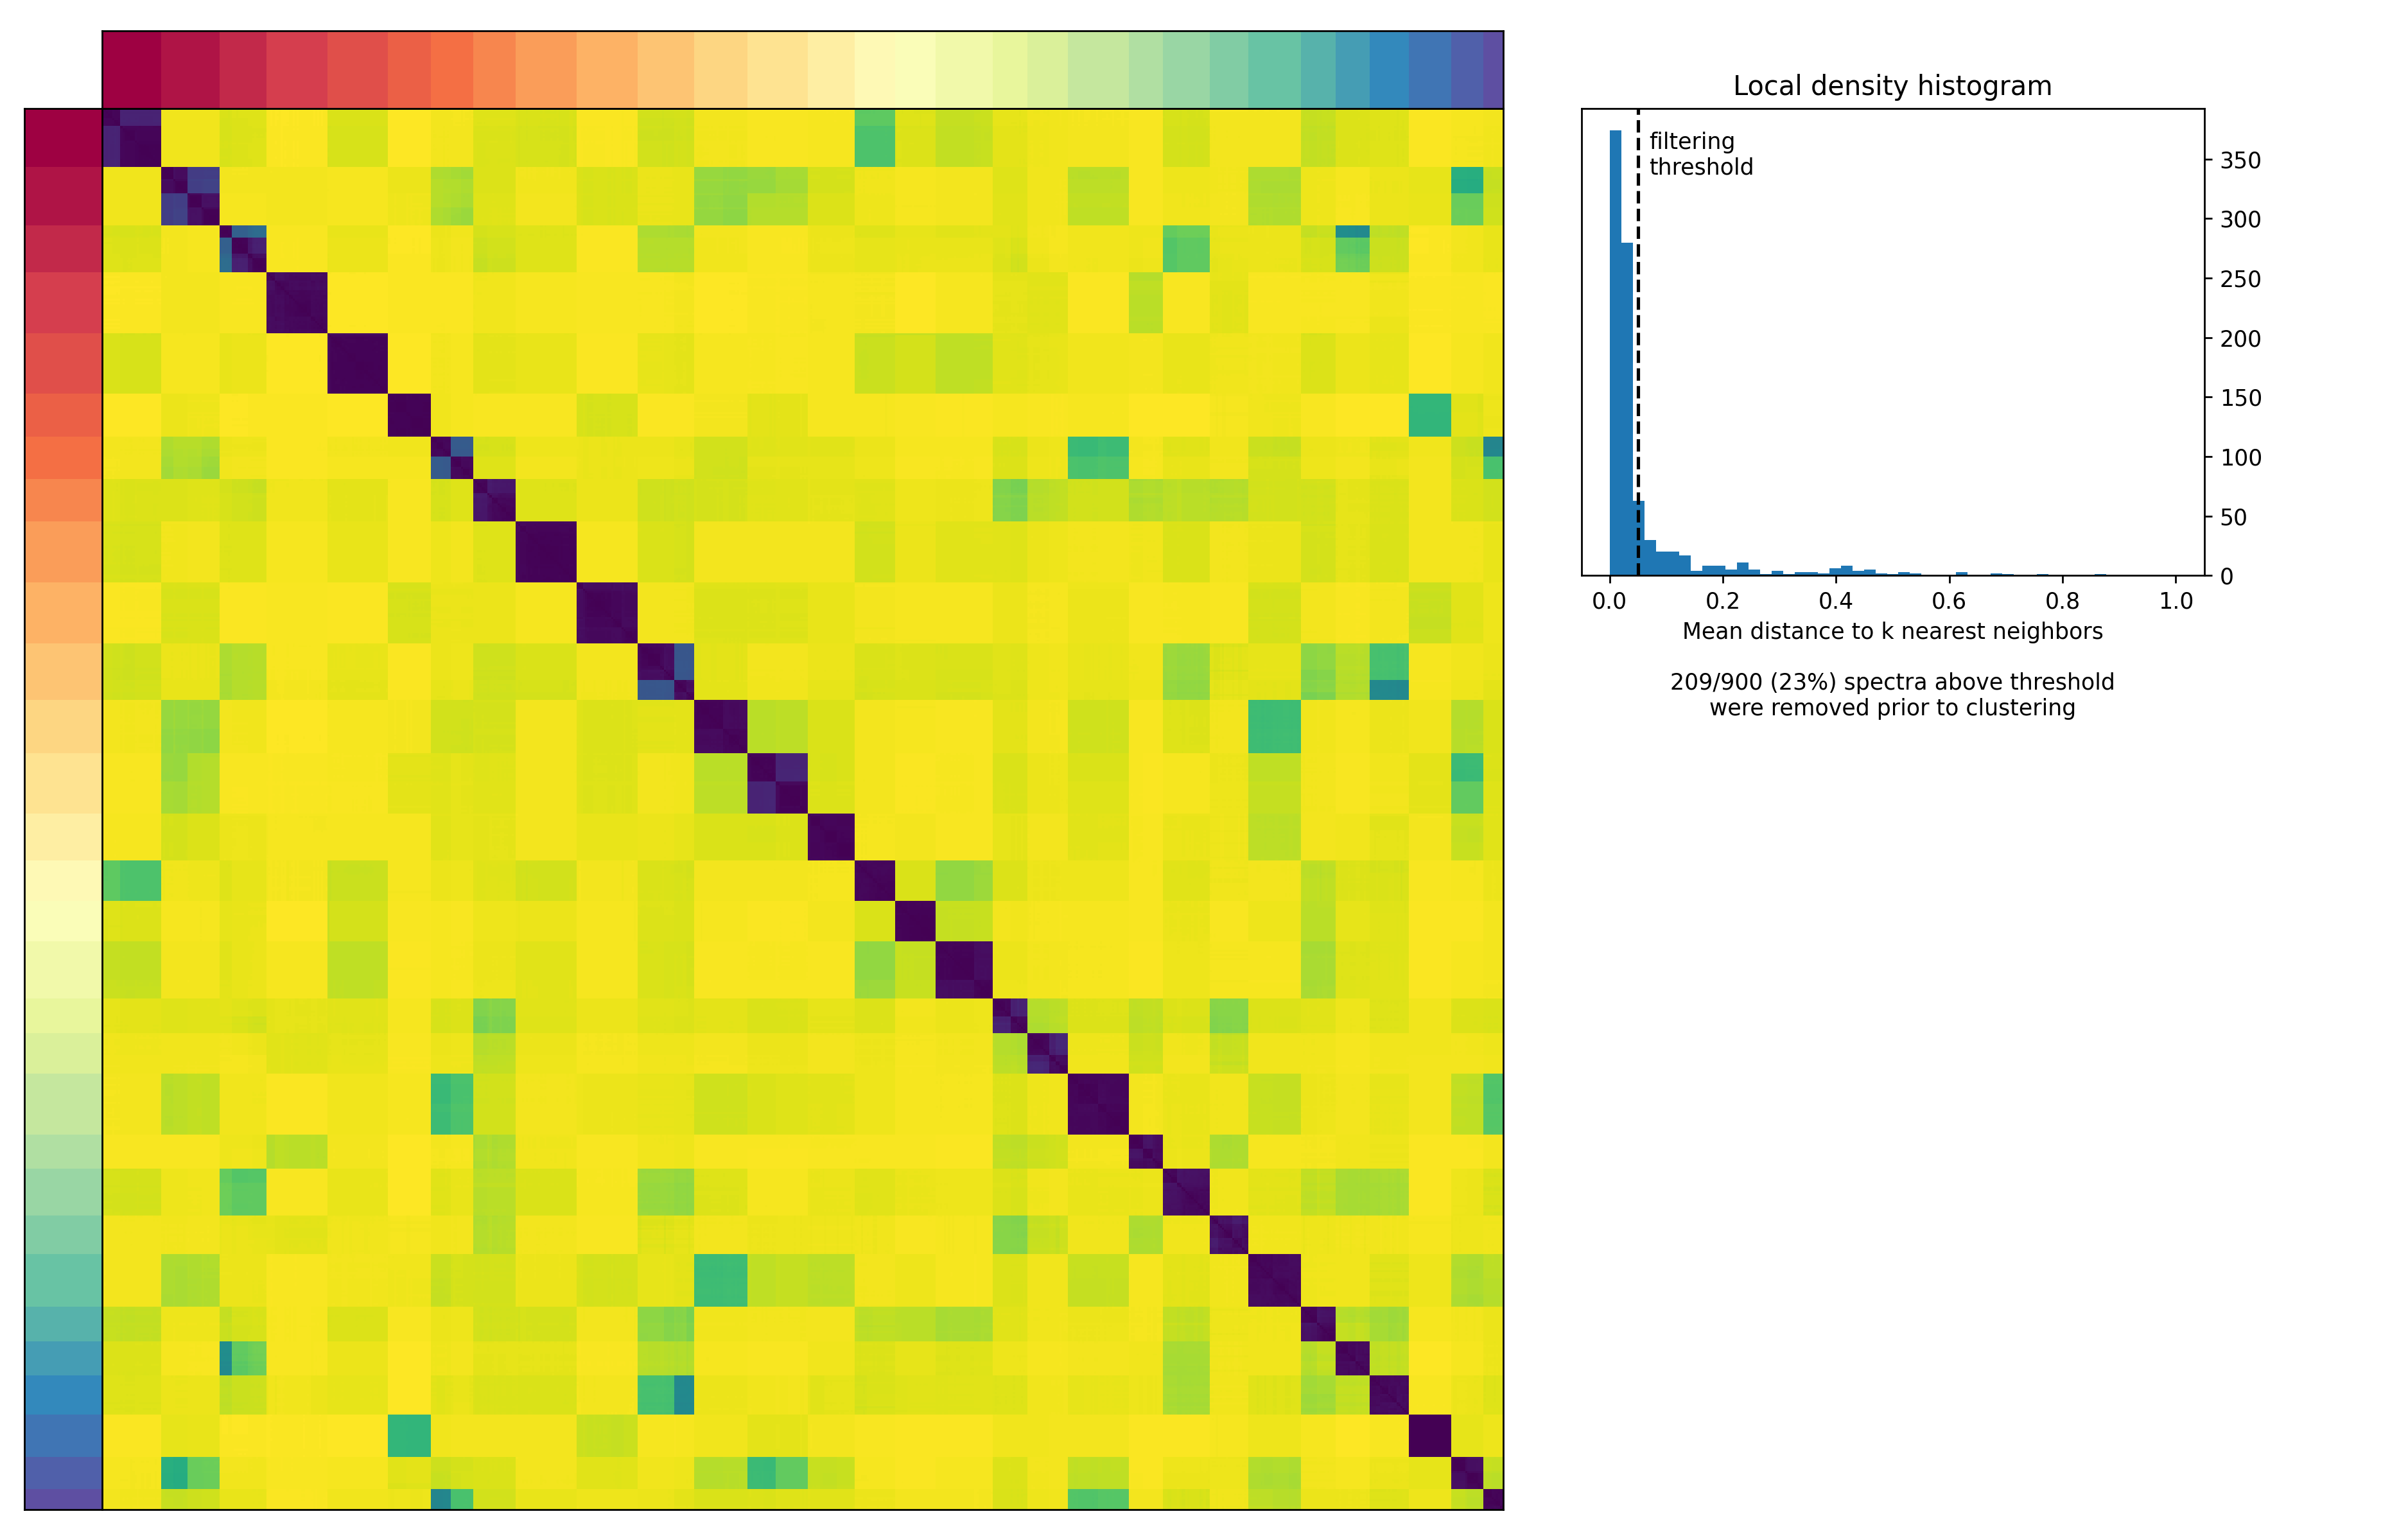 Local density histogram
filtering
threshold
350
300
250
200
150
100
50
0
0.0 0.2 0.4 0.6 0.8 1.0
Mean distance to k nearest neighbors
209/900 (23%) spectra above threshold
were removed prior to clustering